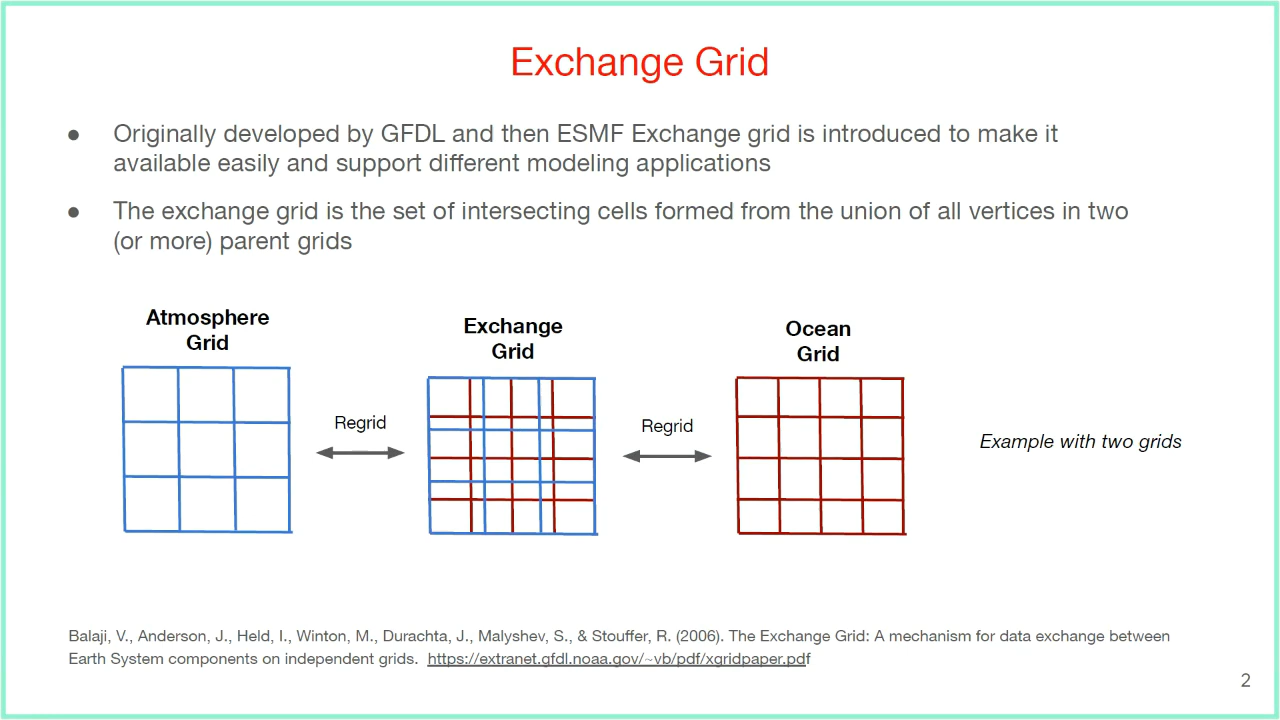 Exchange Grid
● Originally developed by GFDL and then ESMF Exchange grid is introduced to make it
available easily and support different modeling applications
● The exchange grid is the set of intersecting cells formed from the union of all vertices in two
(or more) parent grids
Atmosphere
Grid
Exchange
Grid
Ocean
Grid
Regrid
Regrid
Example with two grids
Balaji, V., Anderson, J., Held, I., Winton, M., Durachta, J., Malyshev, S., & Stouffer, R. (2006). The Exchange Grid: A mechanism for data exchange between
Earth System components on independent grids. https://extranet.gfdl.noaa.gov/~vb/pdf/xgridpaper.pdf
2